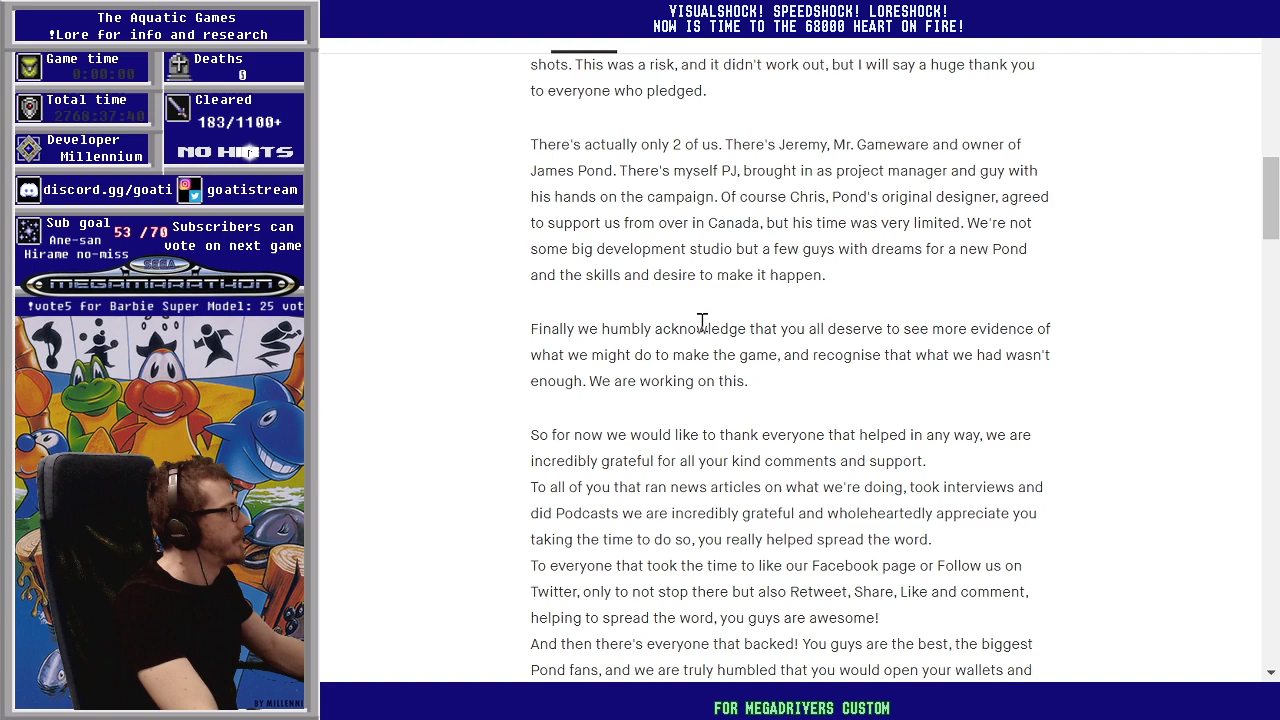 The Aquatic Games
!Lore for info and research
Game time
0:00:00
Deaths
0
Total time
2768:37:40
Cleared
183/1100+
Developer
Millennium
NO HINTS
discord.gg/goati
goatistream
Sub goal
53 /70
Ane-san
Hirame no-miss
Subscribers can
vote on next game
SEGA
MEGAMARATHON
!vote5 for Barbie Super Model: 25 vot
BY MILLENNI
VISUALSHOCK! SPEEDSHOCK! LORESHOCK!
NOW IS TIME TO THE 68000 HEART ON FIRE!
shots. This was a risk, and it didn't work out, but I will say a huge thank you
to everyone who pledged.
There's actually only 2 of us. There's Jeremy, Mr. Gameware and owner of
James Pond. There's myself PJ, brought in as project manager and guy with
his hands on the campaign. Of course Chris, Pond's original designer, agreed
to support us from over in Canada, but his time was very limited. We're not
some big development studio but a few guys with dreams for a new Pond
and the skills and desire to make it happen.
Finally we humbly acknowledge that you all deserve to see more evidence of
what we might do to make the game, and recognise that what we had wasn't
enough. We are working on this.
So for now we would like to thank everyone that helped in any way, we are
incredibly grateful for all your kind comments and support.
To all of you that ran news articles on what we're doing, took interviews and
did Podcasts we are incredibly grateful and wholeheartedly appreciate you
taking the time to do so, you really helped spread the word.
To everyone that took the time to like our Facebook page or Follow us on
Twitter, only to not stop there but also Retweet, Share, Like and comment,
helping to spread the word, you guys are awesome!
And then there's everyone that backed! You guys are the best, the biggest
Pond fans, and we are truly humbled that you would open your wallets and
FOR MEGADRIVERS CUSTOM